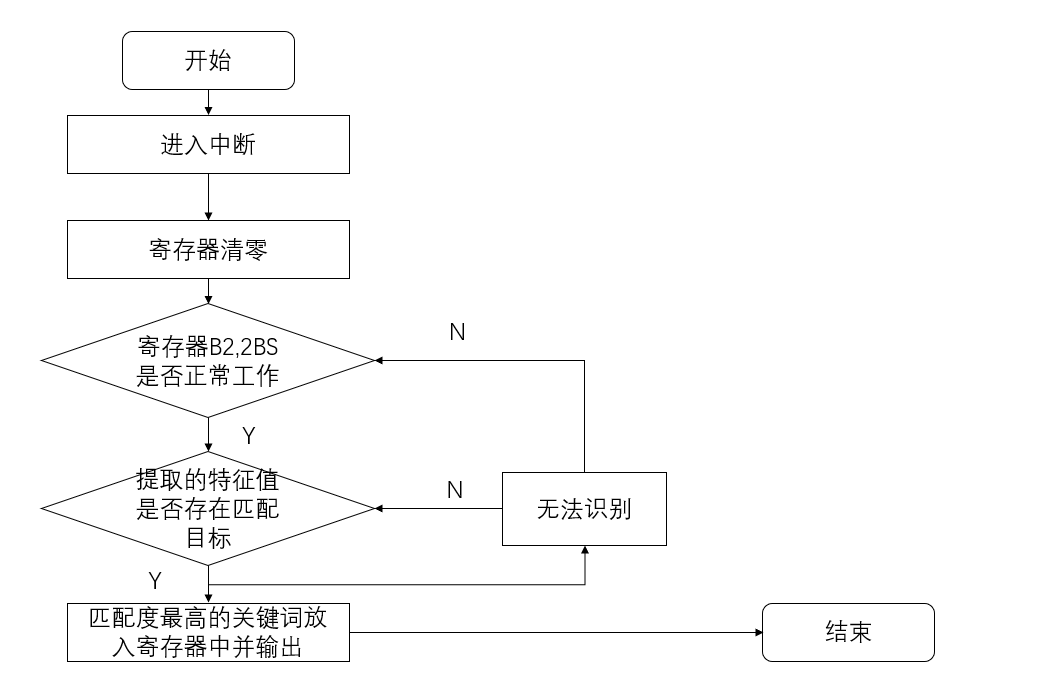 开始
进入中断
寄存器清零
N
寄存器B2,2BS
是否正常工作
Y
提取的特征值
是否存在匹配
目标
N
无法识别
Y
匹配度最高的关键词放
入寄存器中并输出
结束